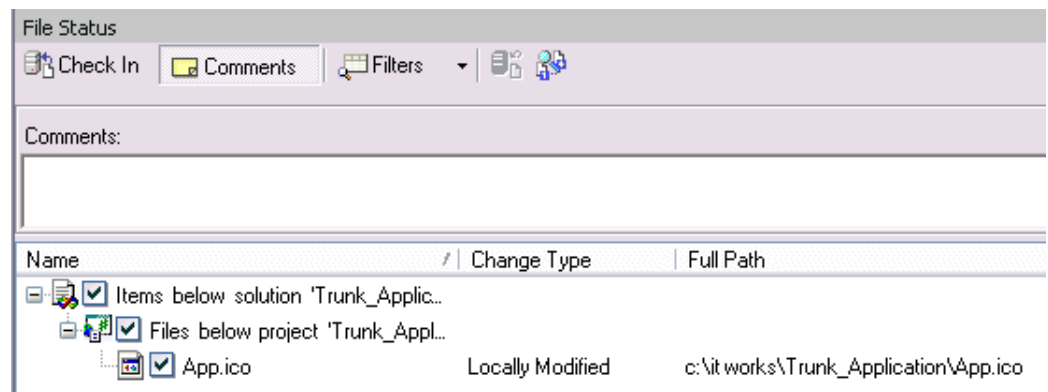 File Status
Check In Comments Filters
Comments:
Name Change Type Full Path
Items below solution 'Trunk_Applic...
Files below project 'Trunk_Appl...
App.ico Locally Modified c:\it works\Trunk_Application\App.ico